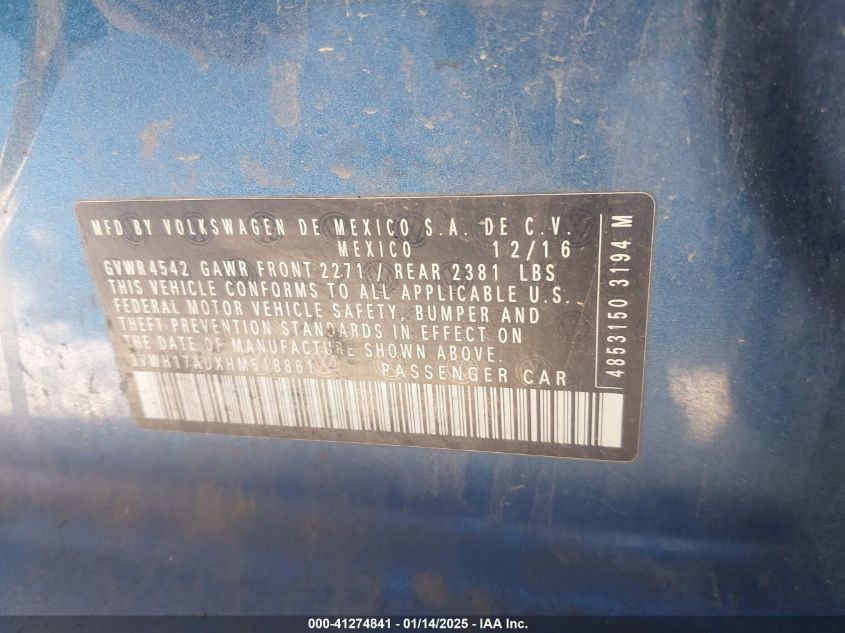 MFD BY VOLKSWAGEN DE MEXICO S.A. DE C.V.
MEXICO 12/16
GVWR 4542 GAWR FRONT 2271 REAR 2381 LBS
THIS VEHICLE CONFORMS TO ALL APPLICABLE U.S.
FEDERAL MOTOR VEHICLE SAFETY, BUMPER AND
THEFT PREVENTION STANDARDS IN EFFECT ON
THE DATE OF MANUFACTURE SHOWN ABOVE.
PASSENGER CAR
4853150 3194 M
000-41274841 - 01/14/2025 - IAA Inc.